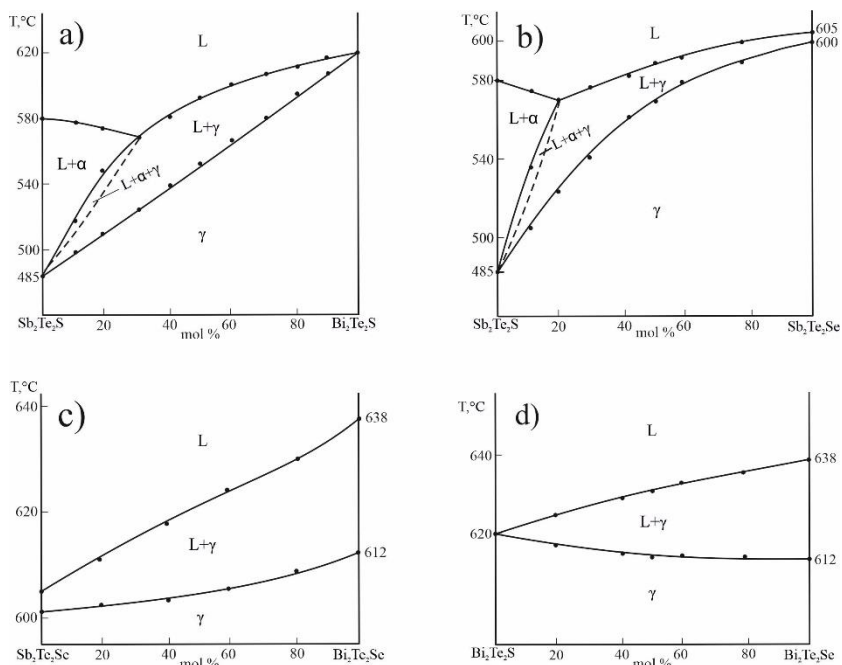 T,°C
a)
L
620
580
L+α
L+γ
540
L+α+γ
500
γ
485
Sb₂Te₂S
20
40
60
80
Bi₂Te₂S
mol %
T,°C
b)
L
605
600
600
580
L+γ
L+α
L+α+γ
540
γ
500
485
Sb₂Te₂S
20
40
60
80
Sb₂Te₂Se
mol %
T,°C
c)
640
L
638
620
L+γ
612
600
γ
Sb₂Te₂Se
20
40
60
80
Bi₂Te₂Se
mol %
T,°C
d)
L
640
638
L+γ
620
612
γ
Bi₂Te₂S
20
40
60
80
Bi₂Te₂Se
mol %